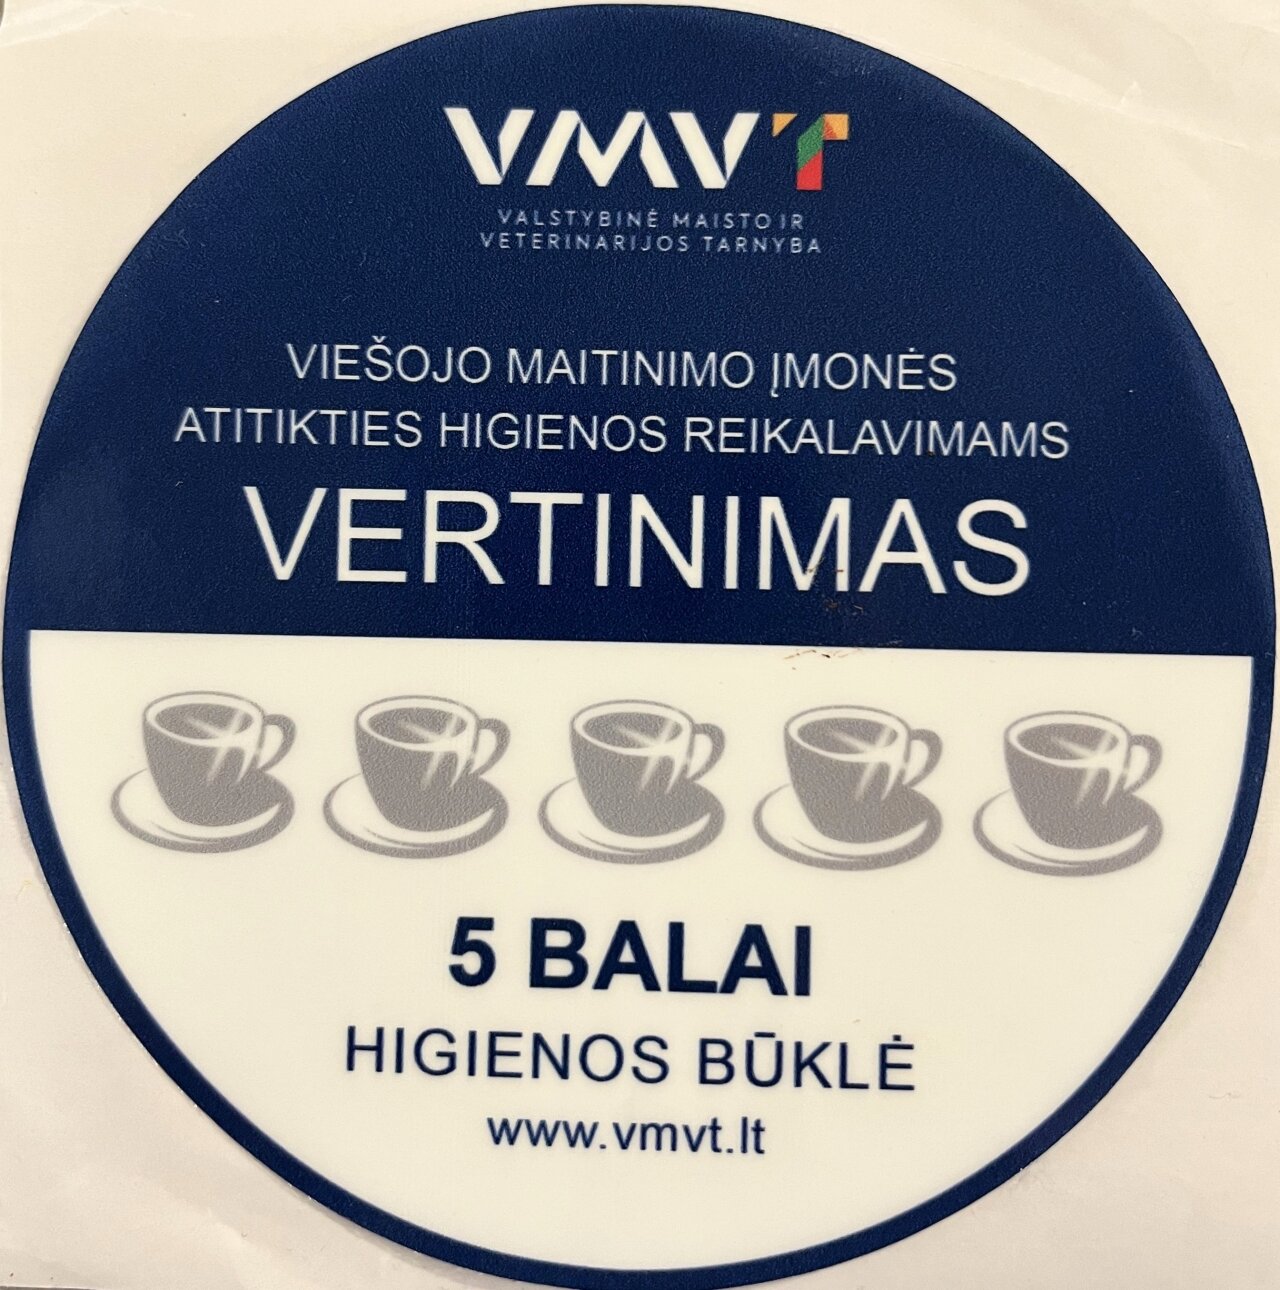 VMVT
VALSTYBINĖ MAISTO IR
VETERINARIJOS TARNYBA
VIEŠOJO MAITINIMO ĮMONĖS
ATITIKTIES HIGIENOS REIKALAVIMAMS
VERTINIMAS
5 BALAI
HIGIENOS BŪKLĖ
www.vmvt.lt